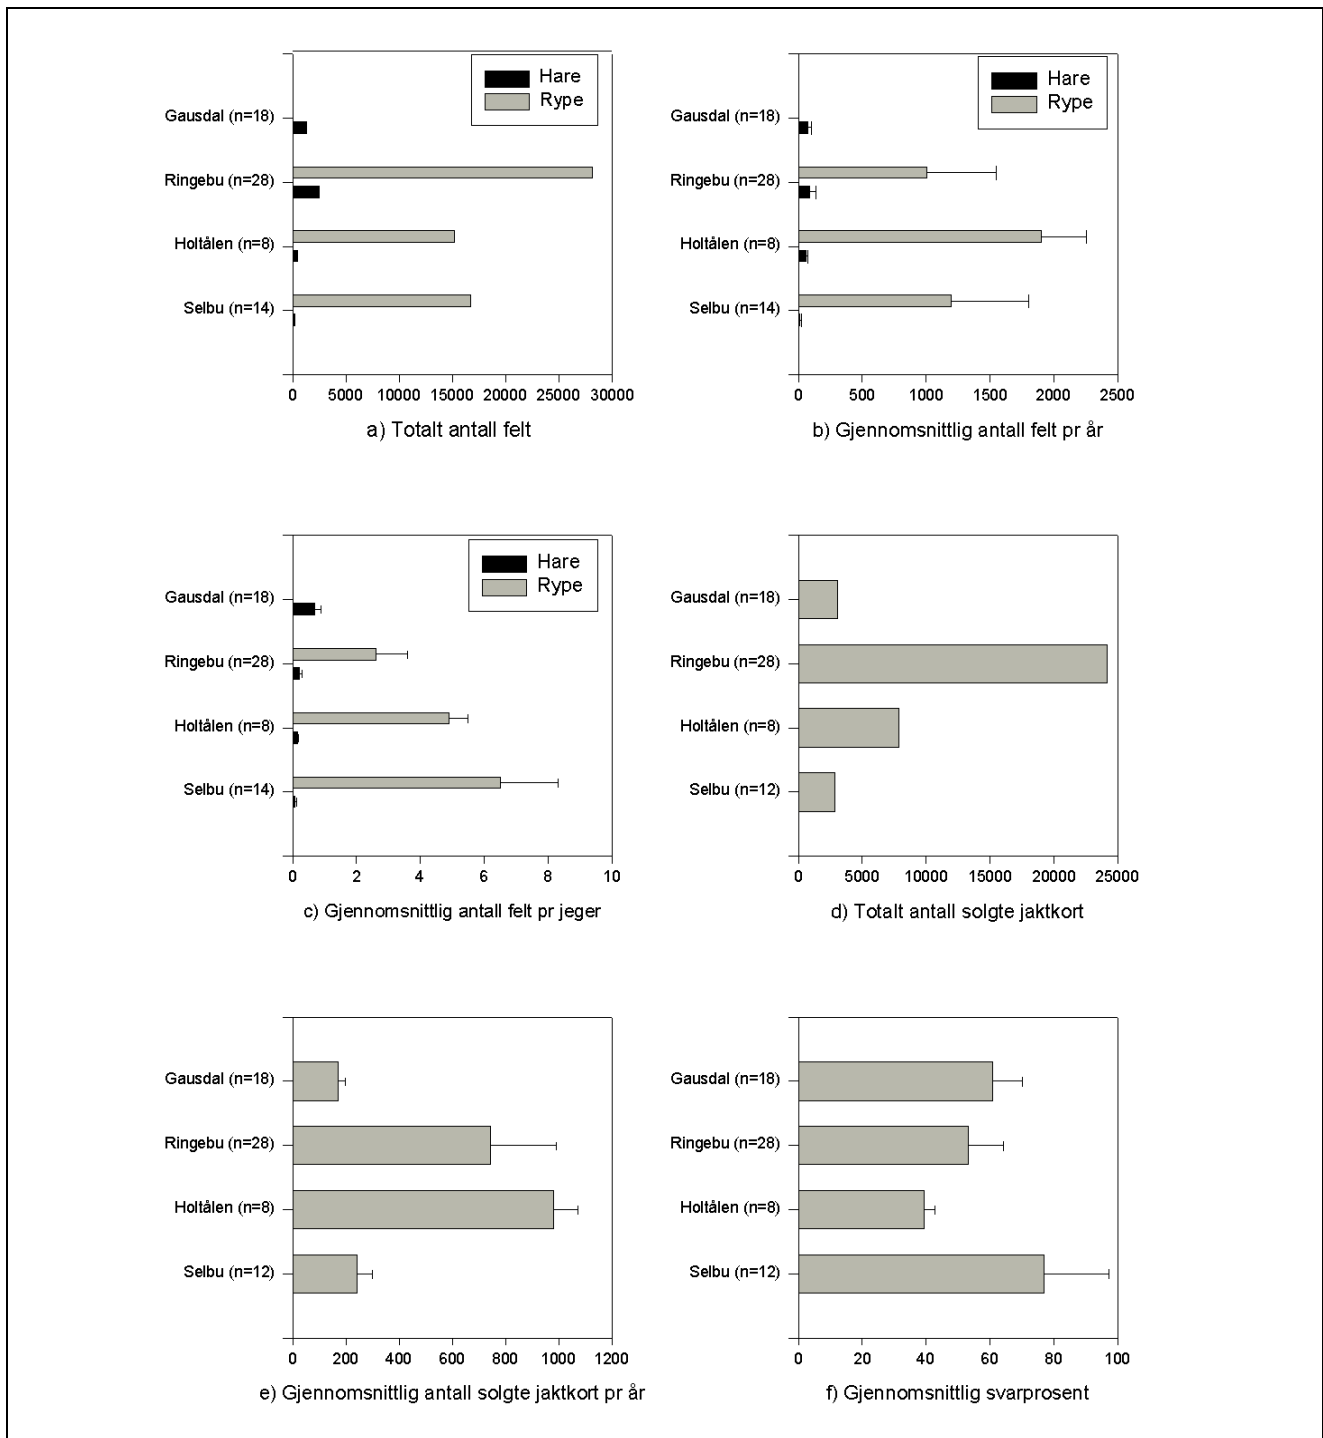 Hare
Rype
Gausdal (n=18)
Ringebu (n=28)
Holtålen (n=8)
Selbu (n=14)
0 5000 10000 15000 20000 25000 30000
a) Totalt antall felt
Hare
Rype
Gausdal (n=18)
Ringebu (n=28)
Holtålen (n=8)
Selbu (n=14)
0 500 1000 1500 2000 2500
b) Gjennomsnittlig antall felt pr år
Hare
Rype
Gausdal (n=18)
Ringebu (n=28)
Holtålen (n=8)
Selbu (n=14)
0 2 4 6 8 10
c) Gjennomsnittlig antall felt pr jeger
Gausdal (n=18)
Ringebu (n=28)
Holtålen (n=8)
Selbu (n=12)
0 5000 10000 15000 20000 25000
d) Totalt antall solgte jaktkort
Gausdal (n=18)
Ringebu (n=28)
Holtålen (n=8)
Selbu (n=12)
0 200 400 600 800 1000 1200
e) Gjennomsnittlig antall solgte jaktkort pr år
Gausdal (n=18)
Ringebu (n=28)
Holtålen (n=8)
Selbu (n=12)
0 20 40 60 80 100
f) Gjennomsnittlig svarprosent